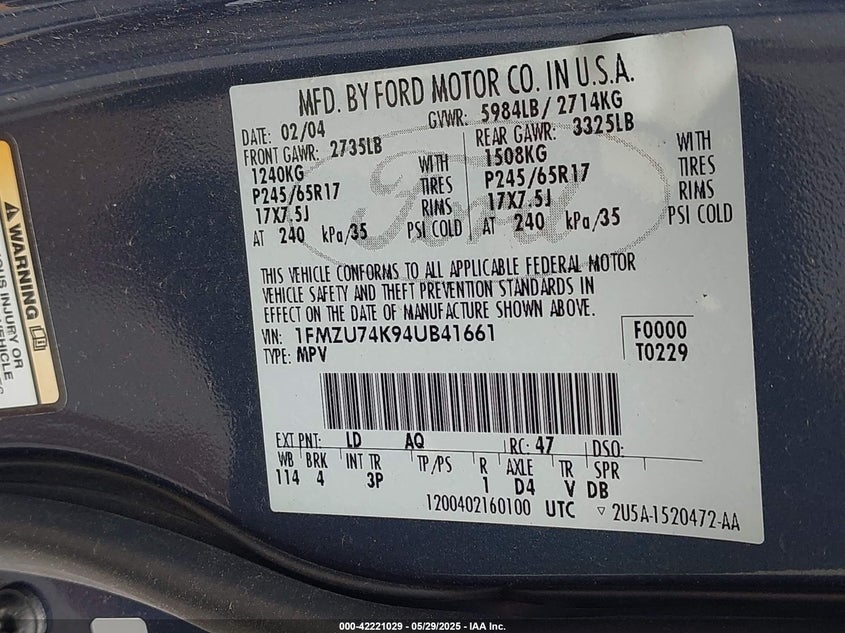 MFD. BY FORD MOTOR CO. IN U.S.A.
DATE: 02/04 GVWR: 5984LB / 2714KG
FRONT GAWR: 2735LB REAR GAWR: 3325LB
1240KG WITH 1508KG WITH
P245/65R17 TIRES P245/65R17 TIRES
17X7.5J RIMS 17X7.5J RIMS
AT 240 kPa/35 PSI COLD AT 240 kPa/35 PSI COLD
Ford
THIS VEHICLE CONFORMS TO ALL APPLICABLE FEDERAL MOTOR
VEHICLE SAFETY AND THEFT PREVENTION STANDARDS IN
EFFECT ON THE DATE OF MANUFACTURE SHOWN ABOVE.
VIN: 1FMZU74K94UB41661 F0000
TYPE: MPV T0229
EXT PNT: LD AQ RC: 47 DSO:
WB BRK INT TR TP/PS R AXLE TR SPR
114 4 3P 1 D4 V DB
1200402160100 UTC ▽ 2U5A-1520472-AA
WARNING
INJURY OR
000-42221029 — 05/29/2025 — IAA Inc.